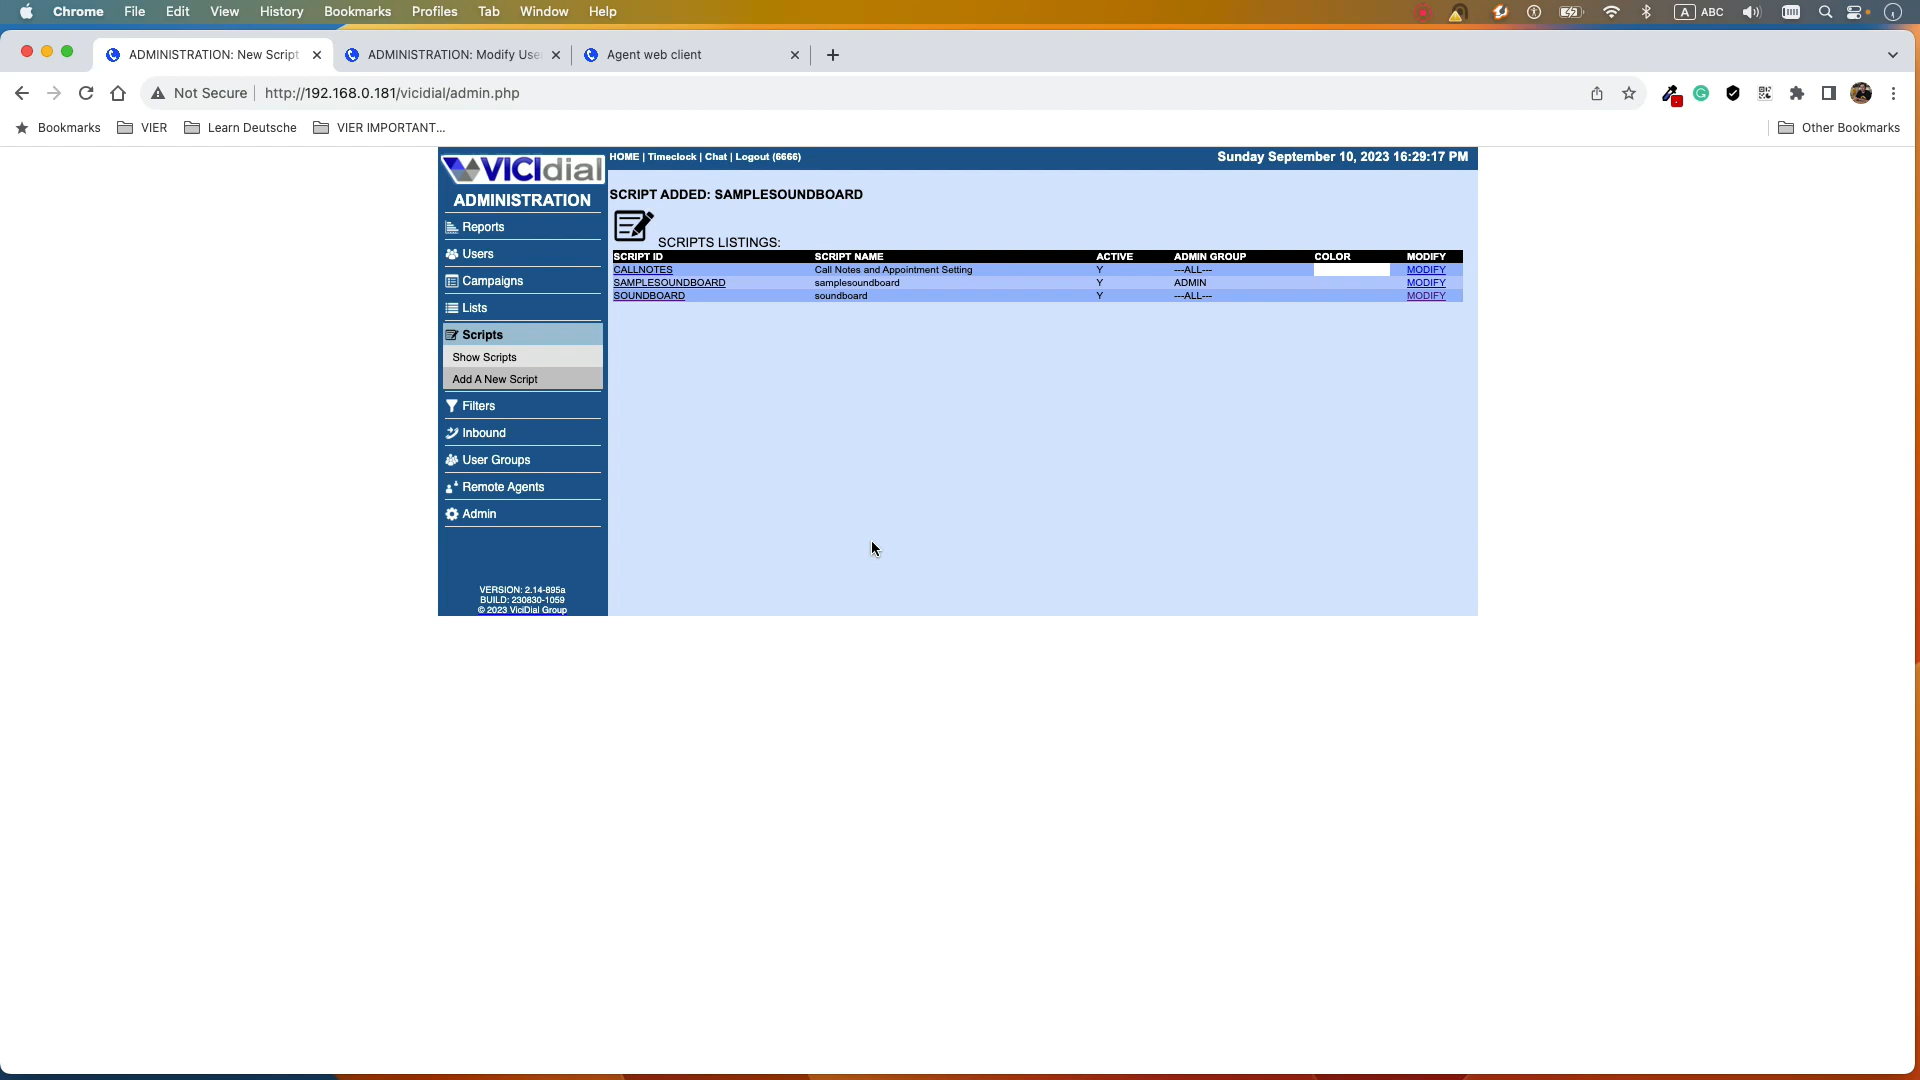 Chrome File Edit View History Bookmarks Profiles Tab Window Help A ABC
ADMINISTRATION: New Script ADMINISTRATION: Modify Use Agent web client
Not Secure http://192.168.0.181/vicidial/admin.php
Bookmarks VIER Learn Deutsche VIER IMPORTANT... Other Bookmarks
VICIdial HOME | Timeclock | Chat | Logout (6666) Sunday September 10, 2023 16:29:17 PM
ADMINISTRATION
SCRIPT ADDED: SAMPLESOUNDBOARD
SCRIPTS LISTINGS:
SCRIPT ID SCRIPT NAME ACTIVE ADMIN GROUP COLOR MODIFY
CALLNOTES Call Notes and Appointment Setting Y ---ALL--- MODIFY
SAMPLESOUNDBOARD samplesoundboard Y ADMIN MODIFY
SOUNDBOARD soundboard Y ---ALL--- MODIFY
Reports
Users
Campaigns
Lists
Scripts
Show Scripts
Add A New Script
Filters
Inbound
User Groups
Remote Agents
Admin
VERSION: 2.14-895a
BUILD: 230830-1059
© 2023 ViciDial Group